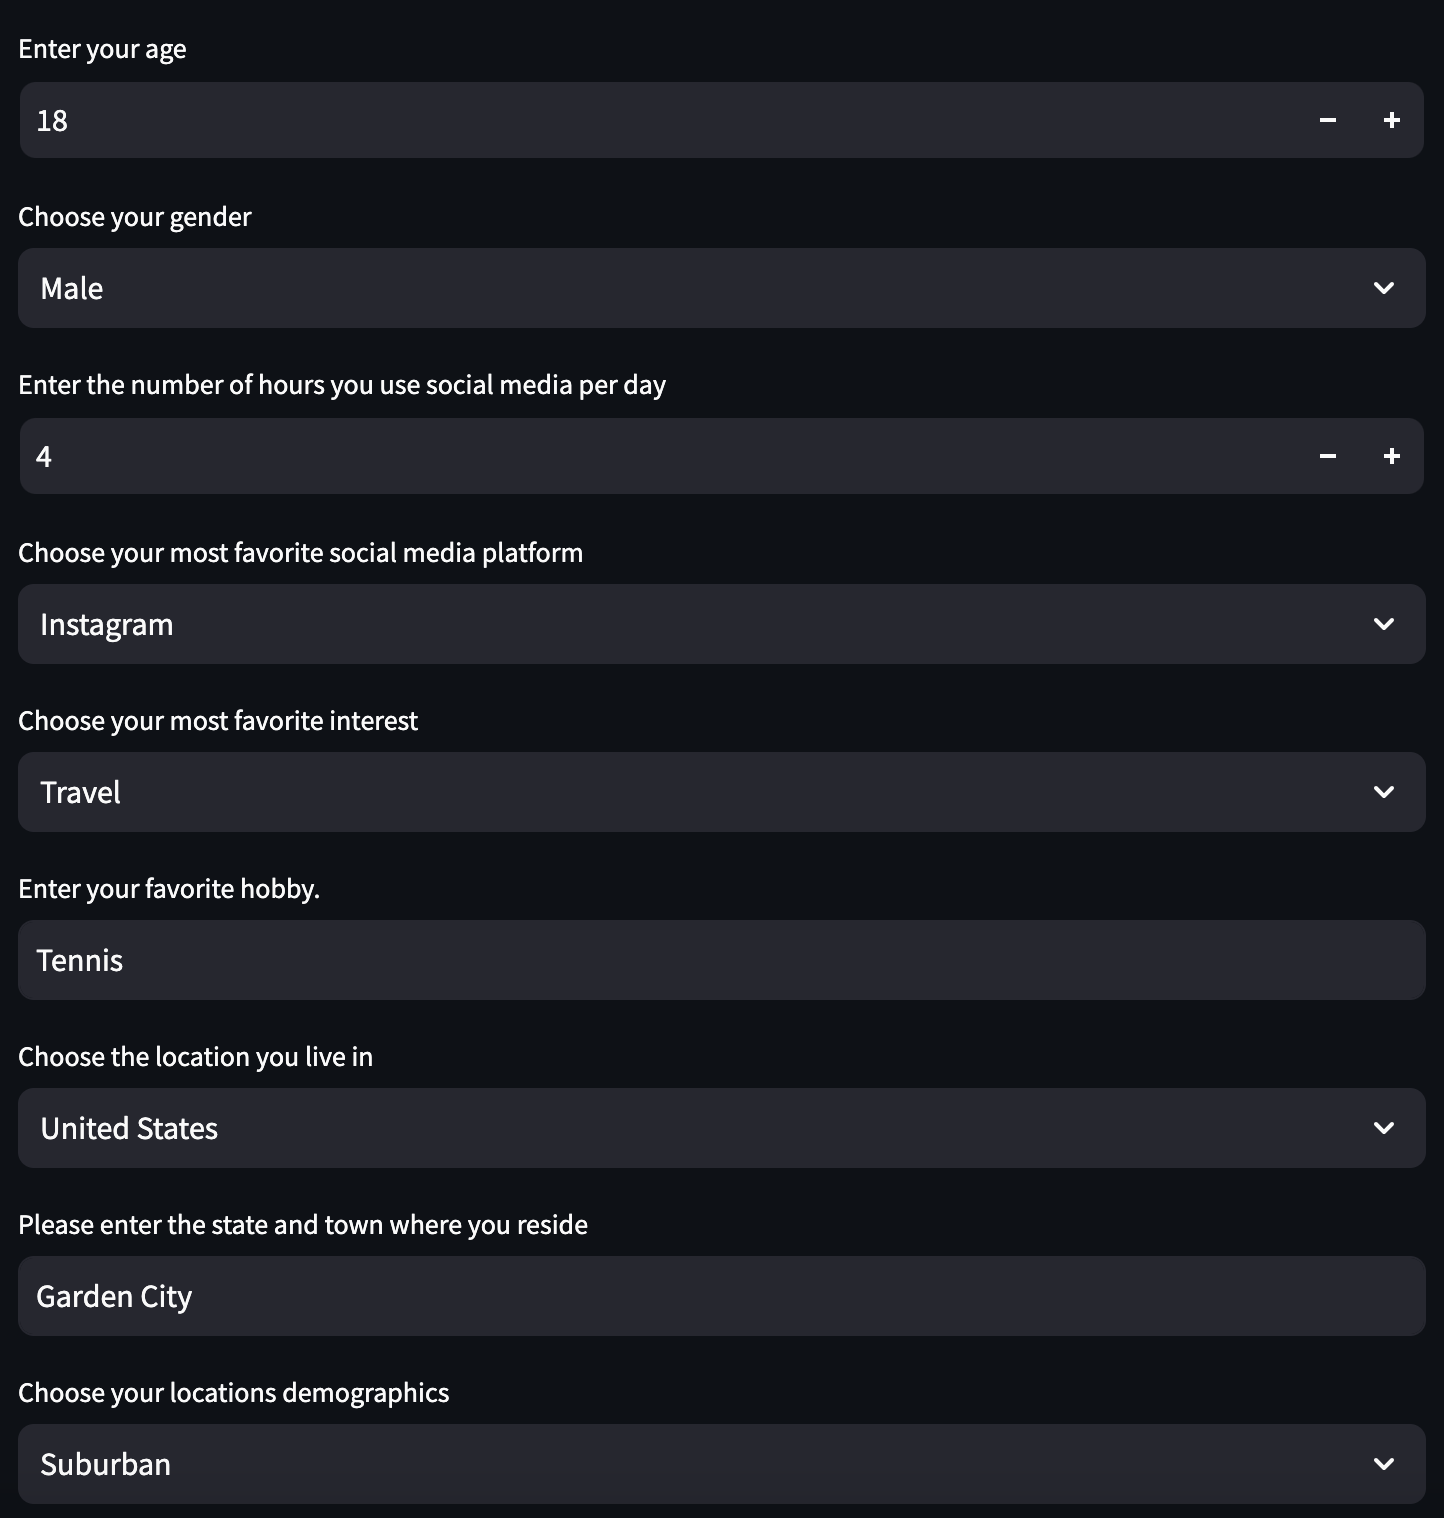 Enter your age
18
Choose your gender
Male
Enter the number of hours you use social media per day
4
Choose your most favorite social media platform
Instagram
Choose your most favorite interest
Travel
Enter your favorite hobby.
Tennis
Choose the location you live in
United States
Please enter the state and town where you reside
Garden City
Choose your locations demographics
Suburban